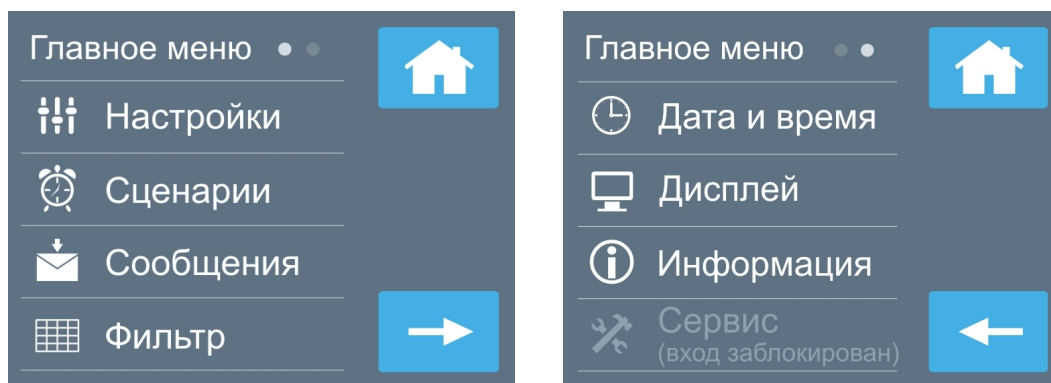 Главное меню
Настройки
Сценарии
Сообщения
Фильтр
Главное меню
Дата и время
Дисплей
Информация
Сервис
(вход заблокирован)